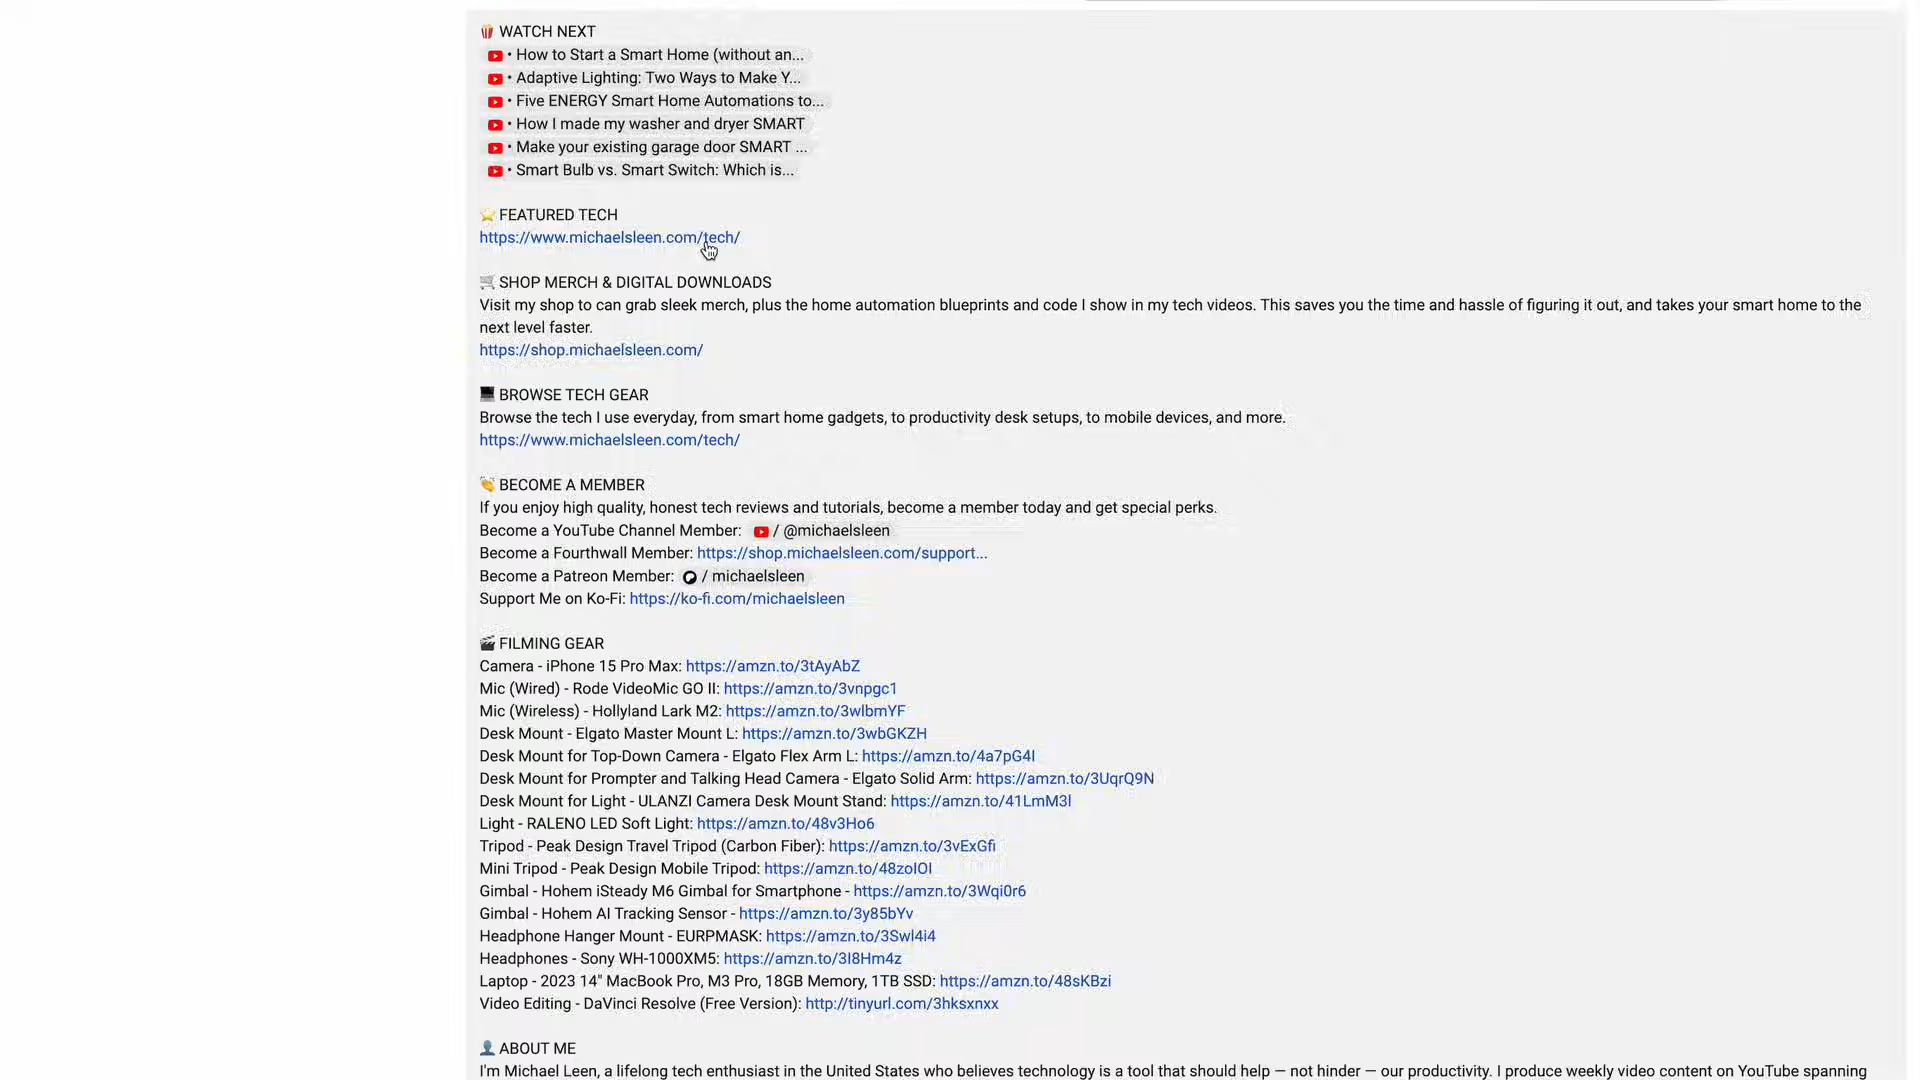 WATCH NEXT
• How to Start a Smart Home (without an...
• Adaptive Lighting: Two Ways to Make Y...
• Five ENERGY Smart Home Automations to...
• How I made my washer and dryer SMART
• Make your existing garage door SMART ...
• Smart Bulb vs. Smart Switch: Which is...
⭐ FEATURED TECH
https://www.michaelsleen.com/tech/
🛒 SHOP MERCH & DIGITAL DOWNLOADS
Visit my shop to can grab sleek merch, plus the home automation blueprints and code I show in my tech videos. This saves you the time and hassle of figuring it out, and takes your smart home to the
next level faster.
https://shop.michaelsleen.com/
BROWSE TECH GEAR
Browse the tech I use everyday, from smart home gadgets, to productivity desk setups, to mobile devices, and more.
https://www.michaelsleen.com/tech/
👏 BECOME A MEMBER
If you enjoy high quality, honest tech reviews and tutorials, become a member today and get special perks.
Become a YouTube Channel Member: / @michaelsleen
Become a Fourthwall Member: https://shop.michaelsleen.com/support...
Become a Patreon Member: / michaelsleen
Support Me on Ko-Fi: https://ko-fi.com/michaelsleen
🎬 FILMING GEAR
Camera - iPhone 15 Pro Max: https://amzn.to/3tAyAbZ
Mic (Wired) - Rode VideoMic GO II: https://amzn.to/3vnpgc1
Mic (Wireless) - Hollyland Lark M2: https://amzn.to/3wlbmYF
Desk Mount - Elgato Master Mount L: https://amzn.to/3wbGKZH
Desk Mount for Top-Down Camera - Elgato Flex Arm L: https://amzn.to/4a7pG4I
Desk Mount for Prompter and Talking Head Camera - Elgato Solid Arm: https://amzn.to/3UqrQ9N
Desk Mount for Light - ULANZI Camera Desk Mount Stand: https://amzn.to/41LmM3I
Light - RALENO LED Soft Light: https://amzn.to/48v3Ho6
Tripod - Peak Design Travel Tripod (Carbon Fiber): https://amzn.to/3vExGfi
Mini Tripod - Peak Design Mobile Tripod: https://amzn.to/48zoIOI
Gimbal - Hohem iSteady M6 Gimbal for Smartphone - https://amzn.to/3Wqi0r6
Gimbal - Hohem AI Tracking Sensor - https://amzn.to/3y85bYv
Headphone Hanger Mount - EURPMASK: https://amzn.to/3Swl4i4
Headphones - Sony WH-1000XM5: https://amzn.to/3I8Hm4z
Laptop - 2023 14" MacBook Pro, M3 Pro, 18GB Memory, 1TB SSD: https://amzn.to/48sKBzi
Video Editing - DaVinci Resolve (Free Version): http://tinyurl.com/3hksxnxx
👤 ABOUT ME
I'm Michael Leen, a lifelong tech enthusiast in the United States who believes technology is a tool that should help — not hinder — our productivity. I produce weekly video content on YouTube spanning